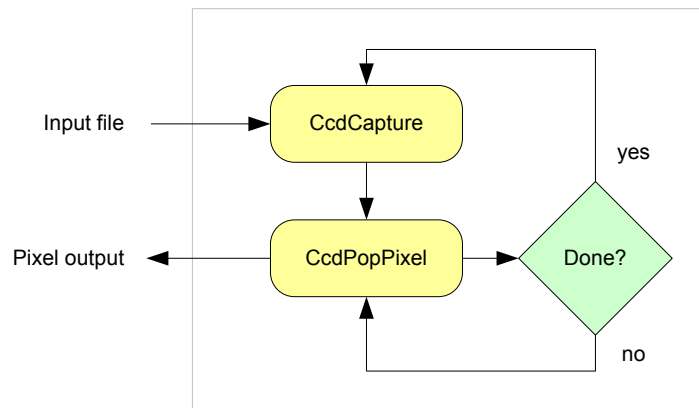 Input file
CcdCapture
yes
Pixel output
CcdPopPixel
Done?
no